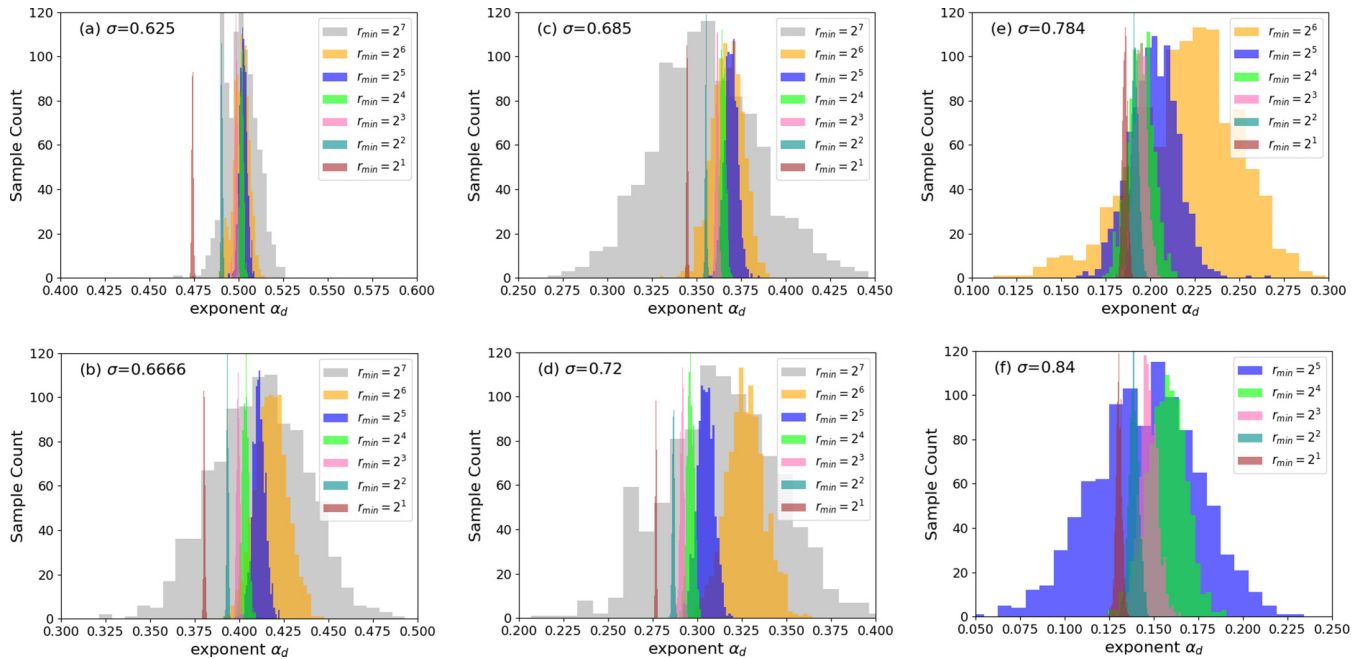 (a) σ=0.625
r_min = 2^7
r_min = 2^6
r_min = 2^5
r_min = 2^4
r_min = 2^3
r_min = 2^2
r_min = 2^1
Sample Count
120
100
80
60
40
20
0
0.400 0.425 0.450 0.475 0.500 0.525 0.550 0.575 0.600
exponent α_d
(c) σ=0.685
r_min = 2^7
r_min = 2^6
r_min = 2^5
r_min = 2^4
r_min = 2^3
r_min = 2^2
r_min = 2^1
Sample Count
120
100
80
60
40
20
0
0.250 0.275 0.300 0.325 0.350 0.375 0.400 0.425 0.450
exponent α_d
(e) σ=0.784
r_min = 2^6
r_min = 2^5
r_min = 2^4
r_min = 2^3
r_min = 2^2
r_min = 2^1
Sample Count
120
100
80
60
40
20
0
0.100 0.125 0.150 0.175 0.200 0.225 0.250 0.275 0.300
exponent α_d
(b) σ=0.6666
r_min = 2^7
r_min = 2^6
r_min = 2^5
r_min = 2^4
r_min = 2^3
r_min = 2^2
r_min = 2^1
Sample Count
120
100
80
60
40
20
0
0.300 0.325 0.350 0.375 0.400 0.425 0.450 0.475 0.500
exponent α_d
(d) σ=0.72
r_min = 2^7
r_min = 2^6
r_min = 2^5
r_min = 2^4
r_min = 2^3
r_min = 2^2
r_min = 2^1
Sample Count
120
100
80
60
40
20
0
0.200 0.225 0.250 0.275 0.300 0.325 0.350 0.375 0.400
exponent α_d
(f) σ=0.84
r_min = 2^5
r_min = 2^4
r_min = 2^3
r_min = 2^2
r_min = 2^1
Sample Count
120
100
80
60
40
20
0
0.050 0.075 0.100 0.125 0.150 0.175 0.200 0.225 0.250
exponent α_d